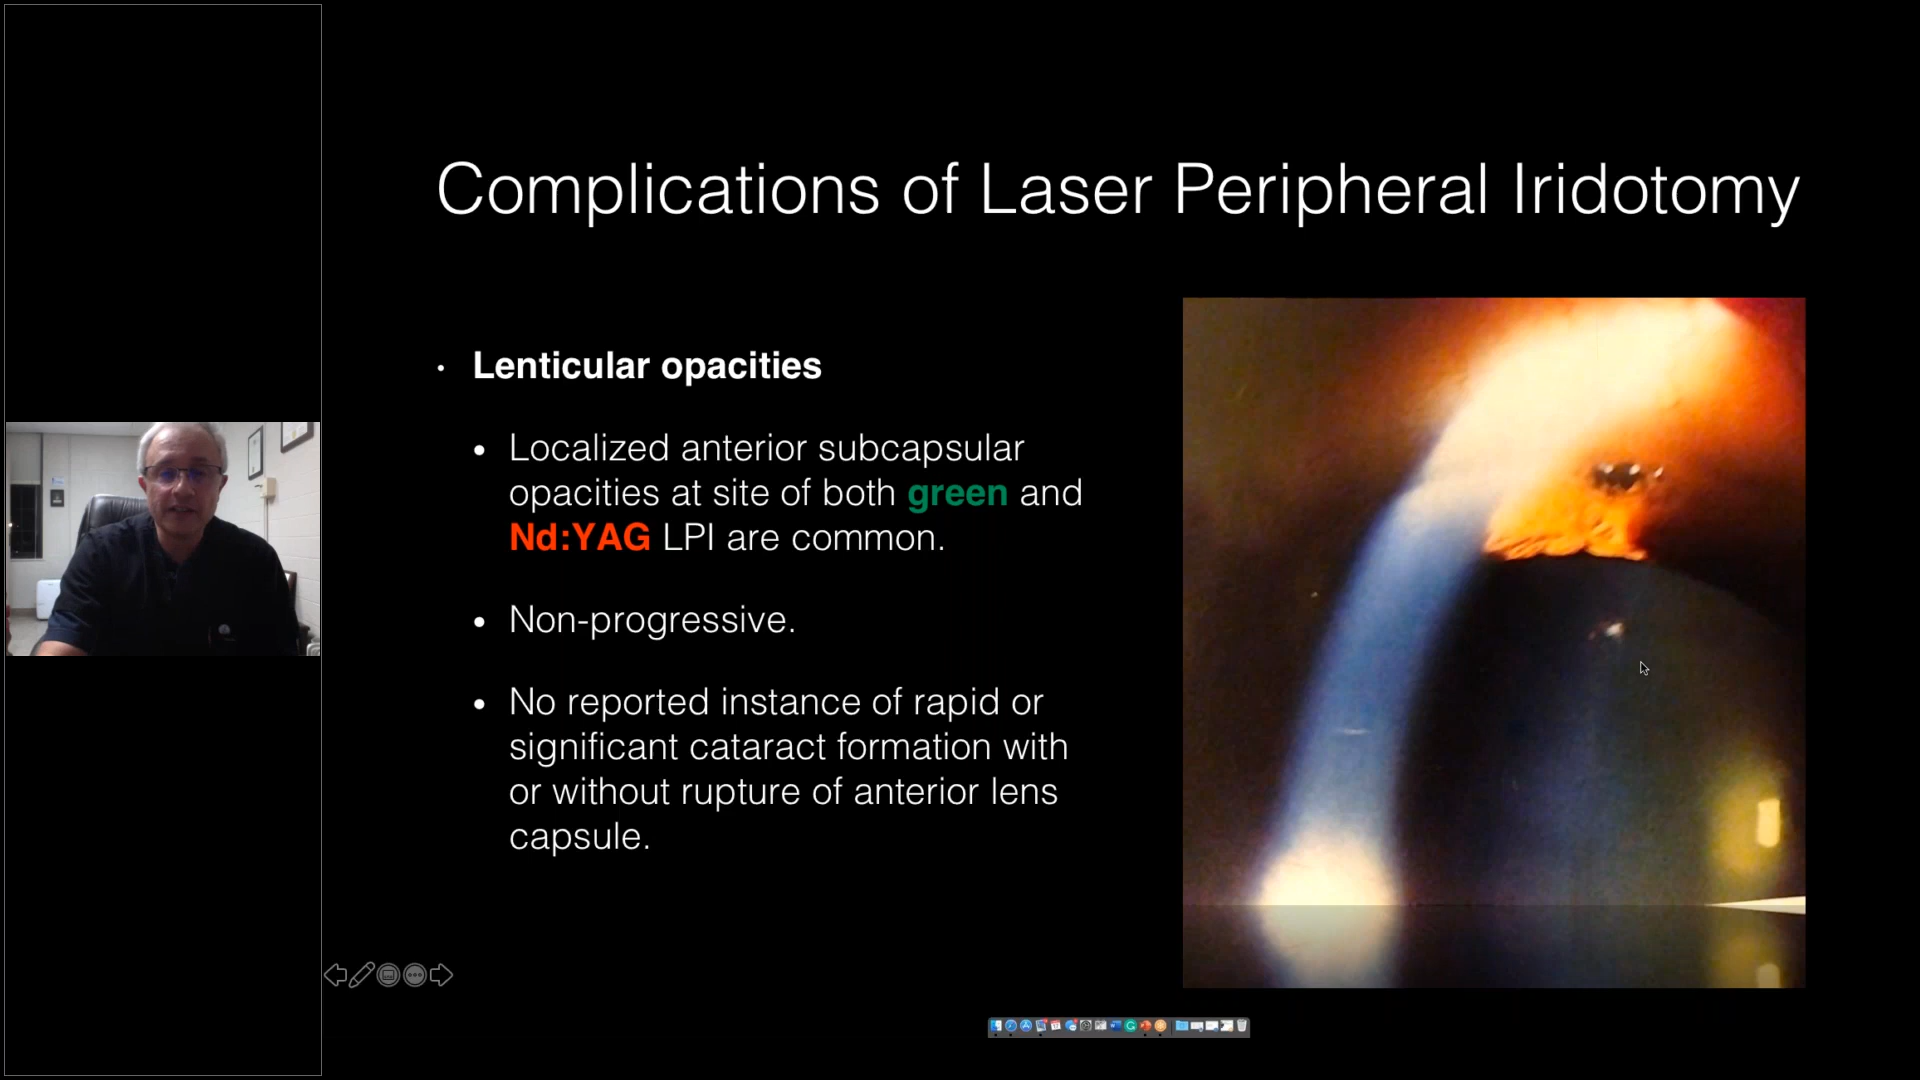 Complications of Laser Peripheral Iridotomy
• Lenticular opacities
• Localized anterior subcapsular
opacities at site of both green and
Nd:YAG LPI are common.
• Non-progressive.
• No reported instance of rapid or
significant cataract formation with
or without rupture of anterior lens
capsule.